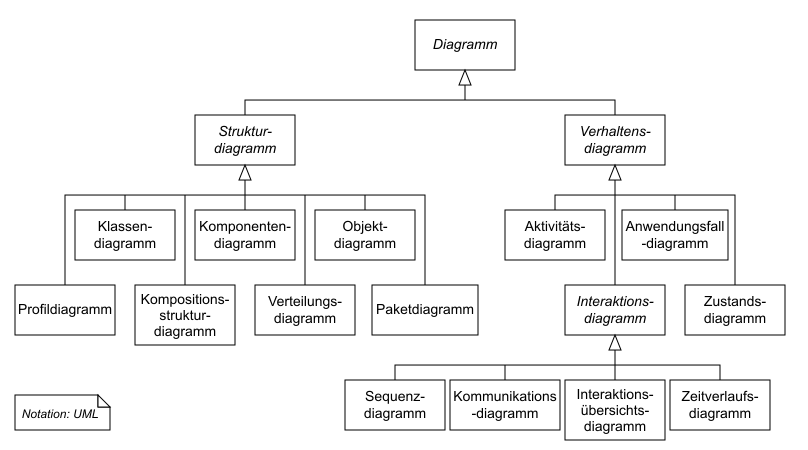 Diagramm
Struktur-
diagramm
Verhaltens-
diagramm
Klassen-
diagramm
Komponenten-
diagramm
Objekt-
diagramm
Aktivitäts-
diagramm
Anwendungsfall
-diagramm
Profildiagramm
Kompositions-
struktur-
diagramm
Verteilungs-
diagramm
Paketdiagramm
Interaktions-
diagramm
Zustands-
diagramm
Sequenz-
diagramm
Kommunikations
-diagramm
Interaktions-
übersichts-
diagramm
Zeitverlaufs-
diagramm
Notation: UML